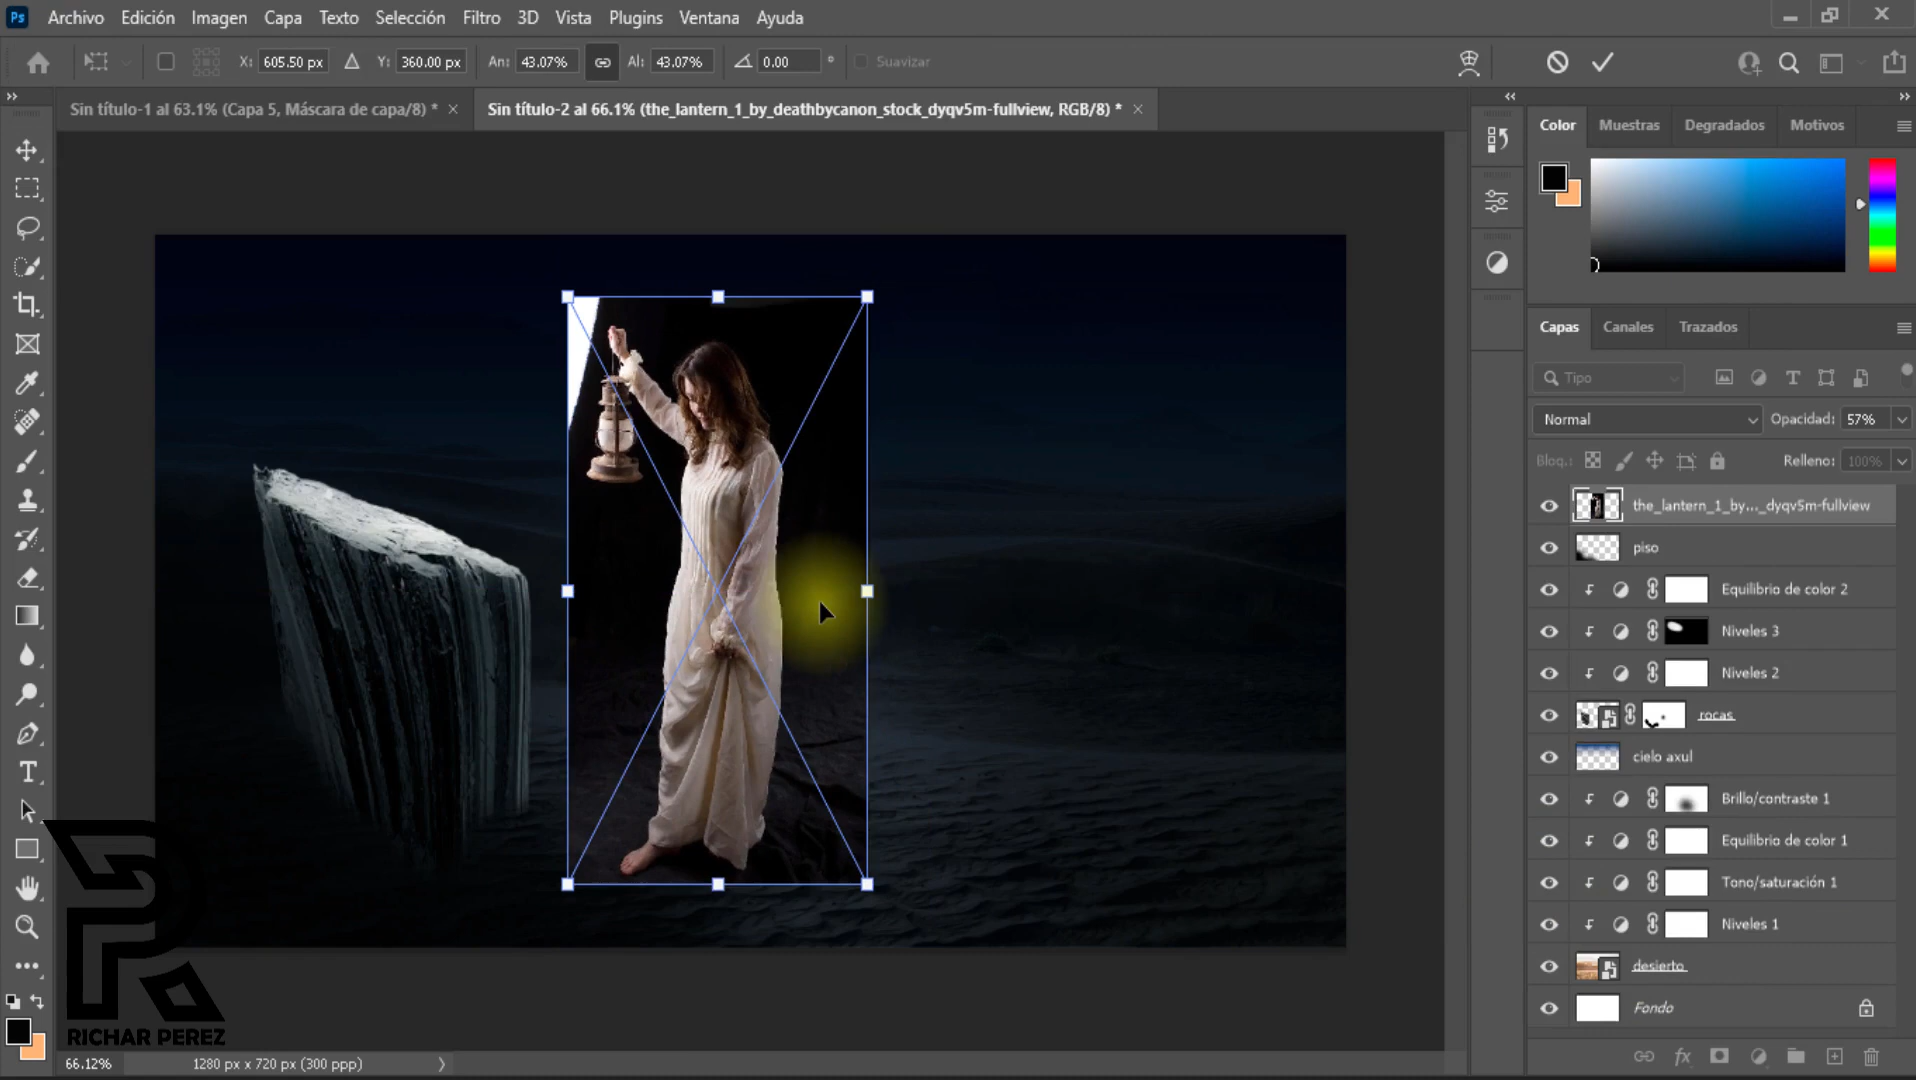 Ps Archivo Edición Imagen Capa Texto Selección Filtro 3D Vista Plugins Ventana Ayuda
X: 605.50 px Y: 360.00 px An: 43.07% Al: 43.07% 0.00 ° Suavizar
Sin título-1 al 63.1% (Capa 5, Máscara de capa/8) *
Sin título-2 al 66.1% (the_lantern_1_by_deathbycanon_stock_dyqv5m-fullview, RGB/8) *
Color Muestras Degradados Motivos
Capas Canales Trazados
Tipo
Normal Opacidad: 57%
Bloq.: Relleno: 100%
the_lantern_1_by..._dyqv5m-fullview
piso
Equilibrio de color 2
Niveles 3
Niveles 2
rocas
cielo axul
Brillo/contraste 1
Equilibrio de color 1
Tono/saturación 1
Niveles 1
desierto
Fondo
fx
RICHAR PEREZ
66.12% 1280 px x 720 px (300 ppp)